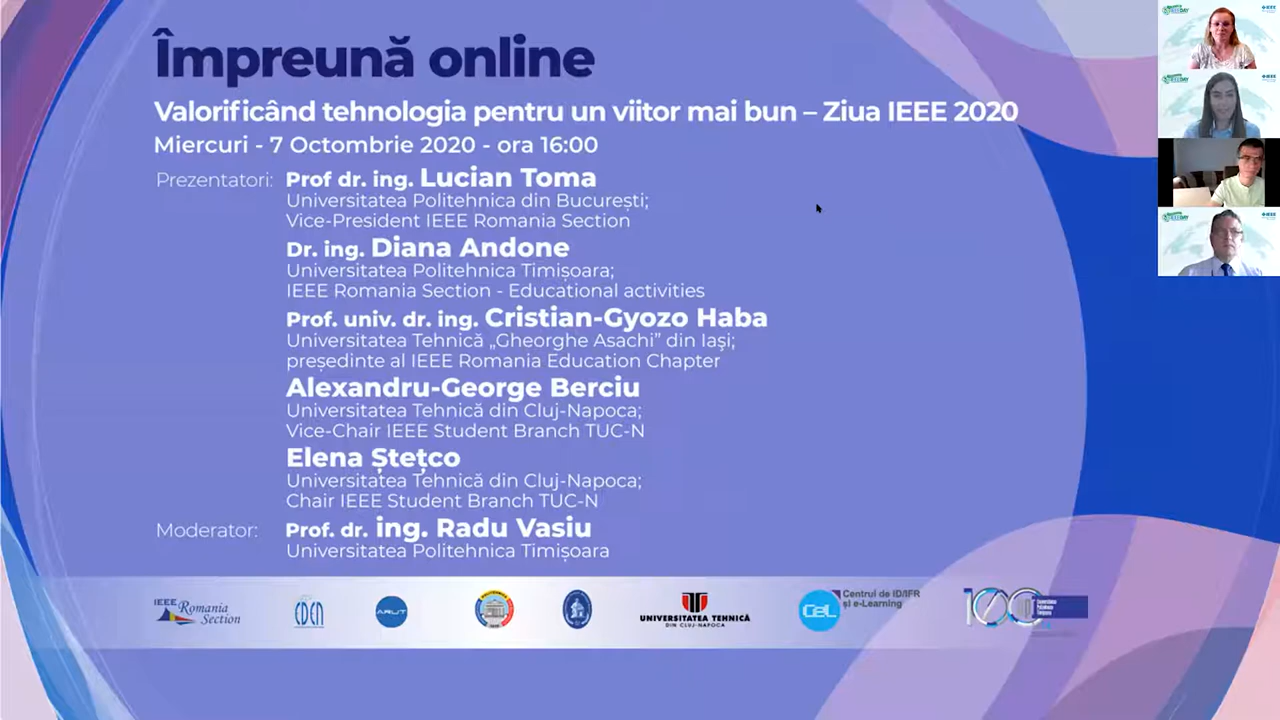 Împreună online
Valorificând tehnologia pentru un viitor mai bun – Ziua IEEE 2020
Miercuri - 7 Octombrie 2020 - ora 16:00
Prezentatori: Prof dr. ing. Lucian Toma
Universitatea Politehnica din București;
Vice-President IEEE Romania Section
Dr. ing. Diana Andone
Universitatea Politehnica Timișoara;
IEEE Romania Section - Educational activities
Prof. univ. dr. ing. Cristian-Gyozo Haba
Universitatea Tehnică „Gheorghe Asachi” din Iaşi;
președinte al IEEE Romania Education Chapter
Alexandru-George Berciu
Universitatea Tehnică din Cluj-Napoca;
Vice-Chair IEEE Student Branch TUC-N
Elena Ștețco
Universitatea Tehnică din Cluj-Napoca;
Chair IEEE Student Branch TUC-N
Moderator: Prof. dr. ing. Radu Vasiu
Universitatea Politehnica Timișoara
IEEE Romania Section
EDEN
ARUT
UNIVERSITATEA TEHNICĂ
DIN CLUJ-NAPOCA
CeL
Centrul de ID/IFR
și e-Learning
100